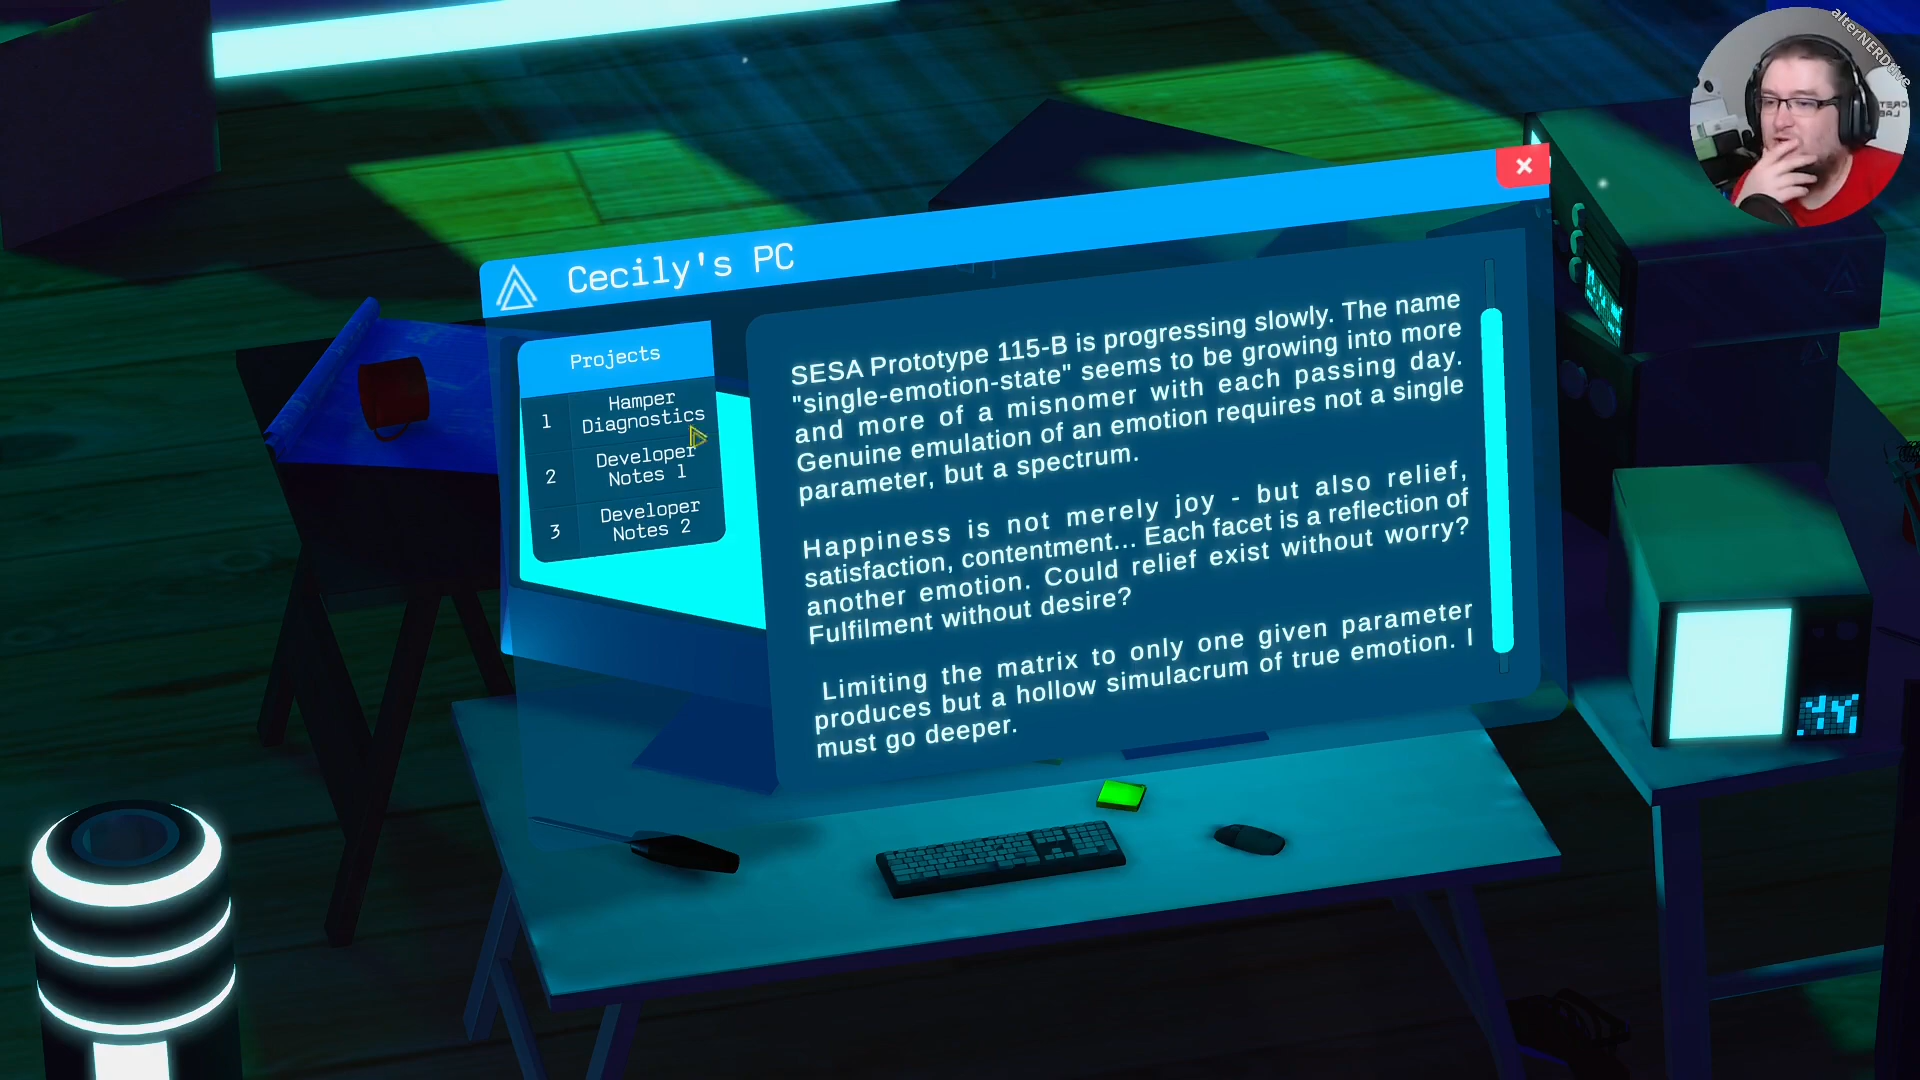 alterNERDtive
Cecily's PC
Projects
1
Hamper
Diagnostics
2
Developer
Notes 1
3
Developer
Notes 2
SESA Prototype 115-B is progressing slowly. The name
"single-emotion-state" seems to be growing into more
and more of a misnomer with each passing day.
Genuine emulation of an emotion requires not a single
parameter, but a spectrum.
Happiness is not merely joy - but also relief,
satisfaction, contentment... Each facet is a reflection of
another emotion. Could relief exist without worry?
Fulfilment without desire?
Limiting the matrix to only one given parameter
produces but a hollow simulacrum of true emotion. I
must go deeper.